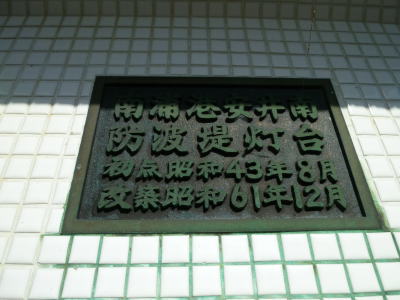 南浦港安井南
防波堤灯台
初点昭和43年8月
改築昭和61年12月